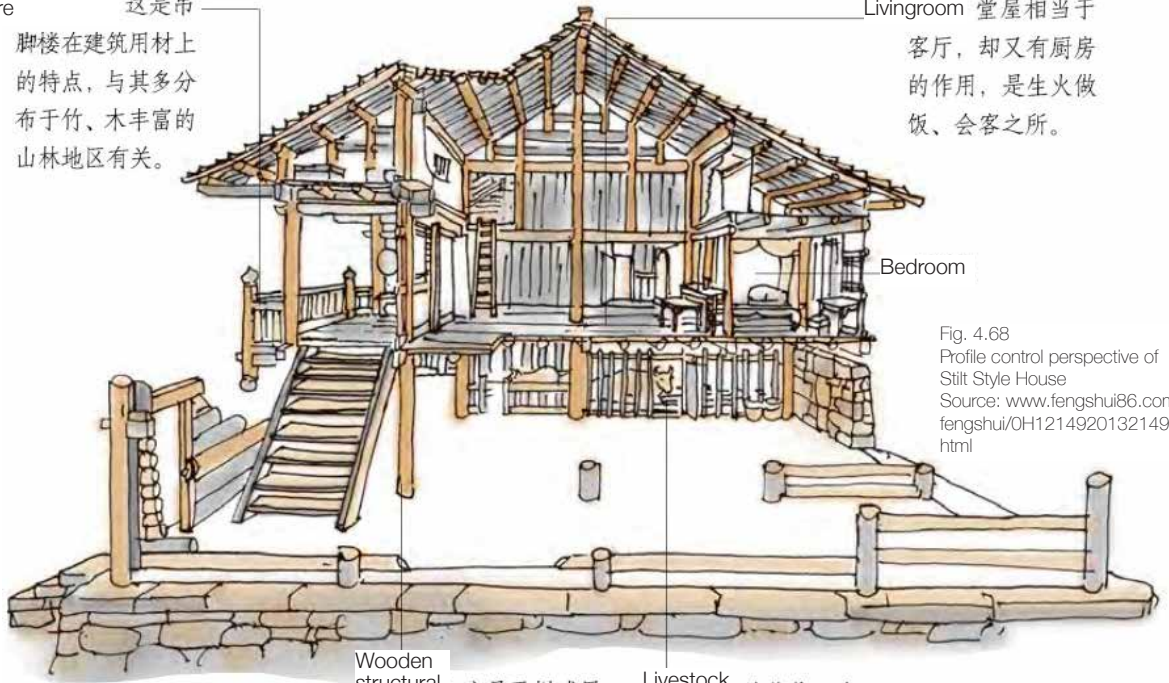 re
这是吊
脚楼在建筑用材上
的特点，与其多分
布于竹、木丰富的
山林地区有关。
Livingroom 堂屋相当于
客厅，却又有厨房
的作用，是生火做
饭、会客之所。
Bedroom
Fig. 4.68
Profile control perspective of
Stilt Style House
Source: www.fengshui86.com
fengshui/0H1214920132149
html
Wooden
structural
Livestock